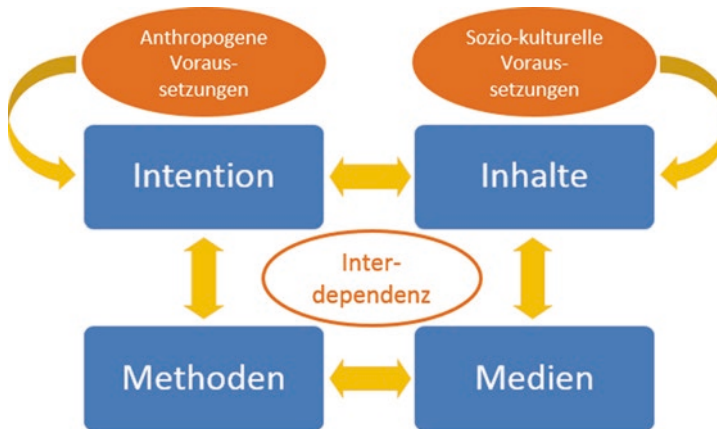 Anthropogene
Voraus-
setzungen
Sozio-kulturelle
Voraus-
setzungen
Intention
Inhalte
Inter-
dependenz
Methoden
Medien